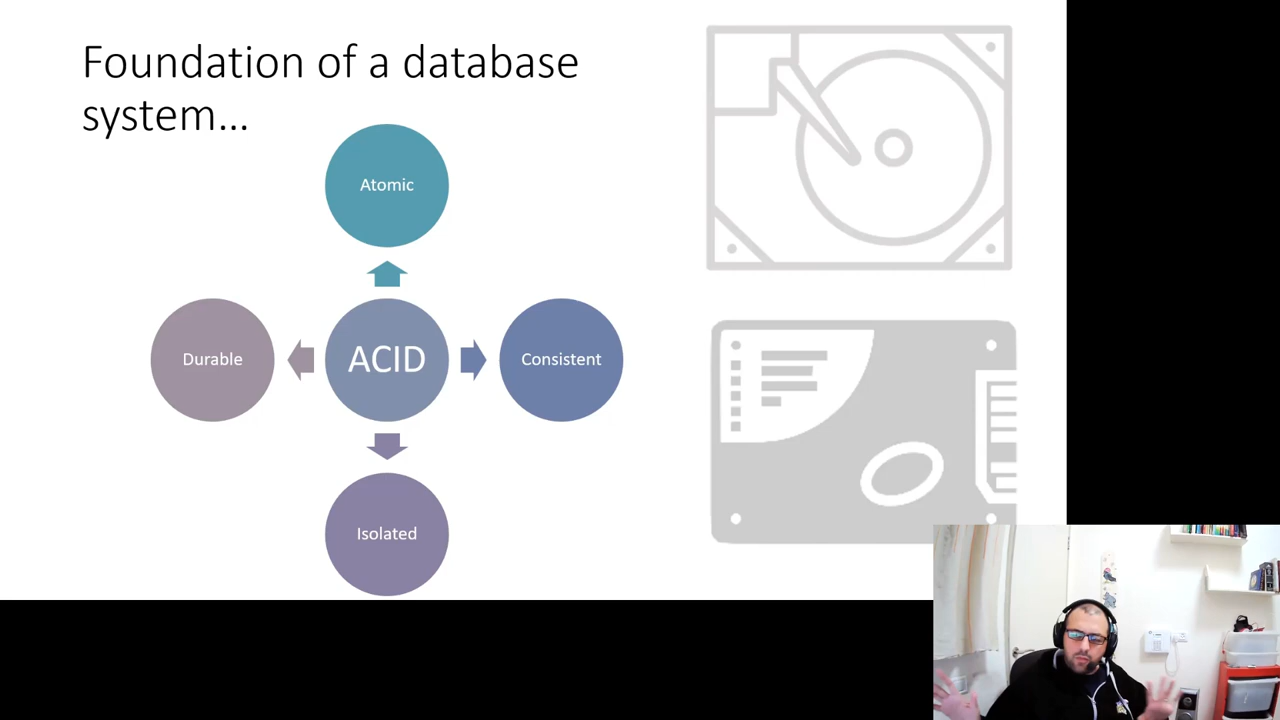 Foundation of a database
system...
Atomic
Durable
ACID
Consistent
Isolated